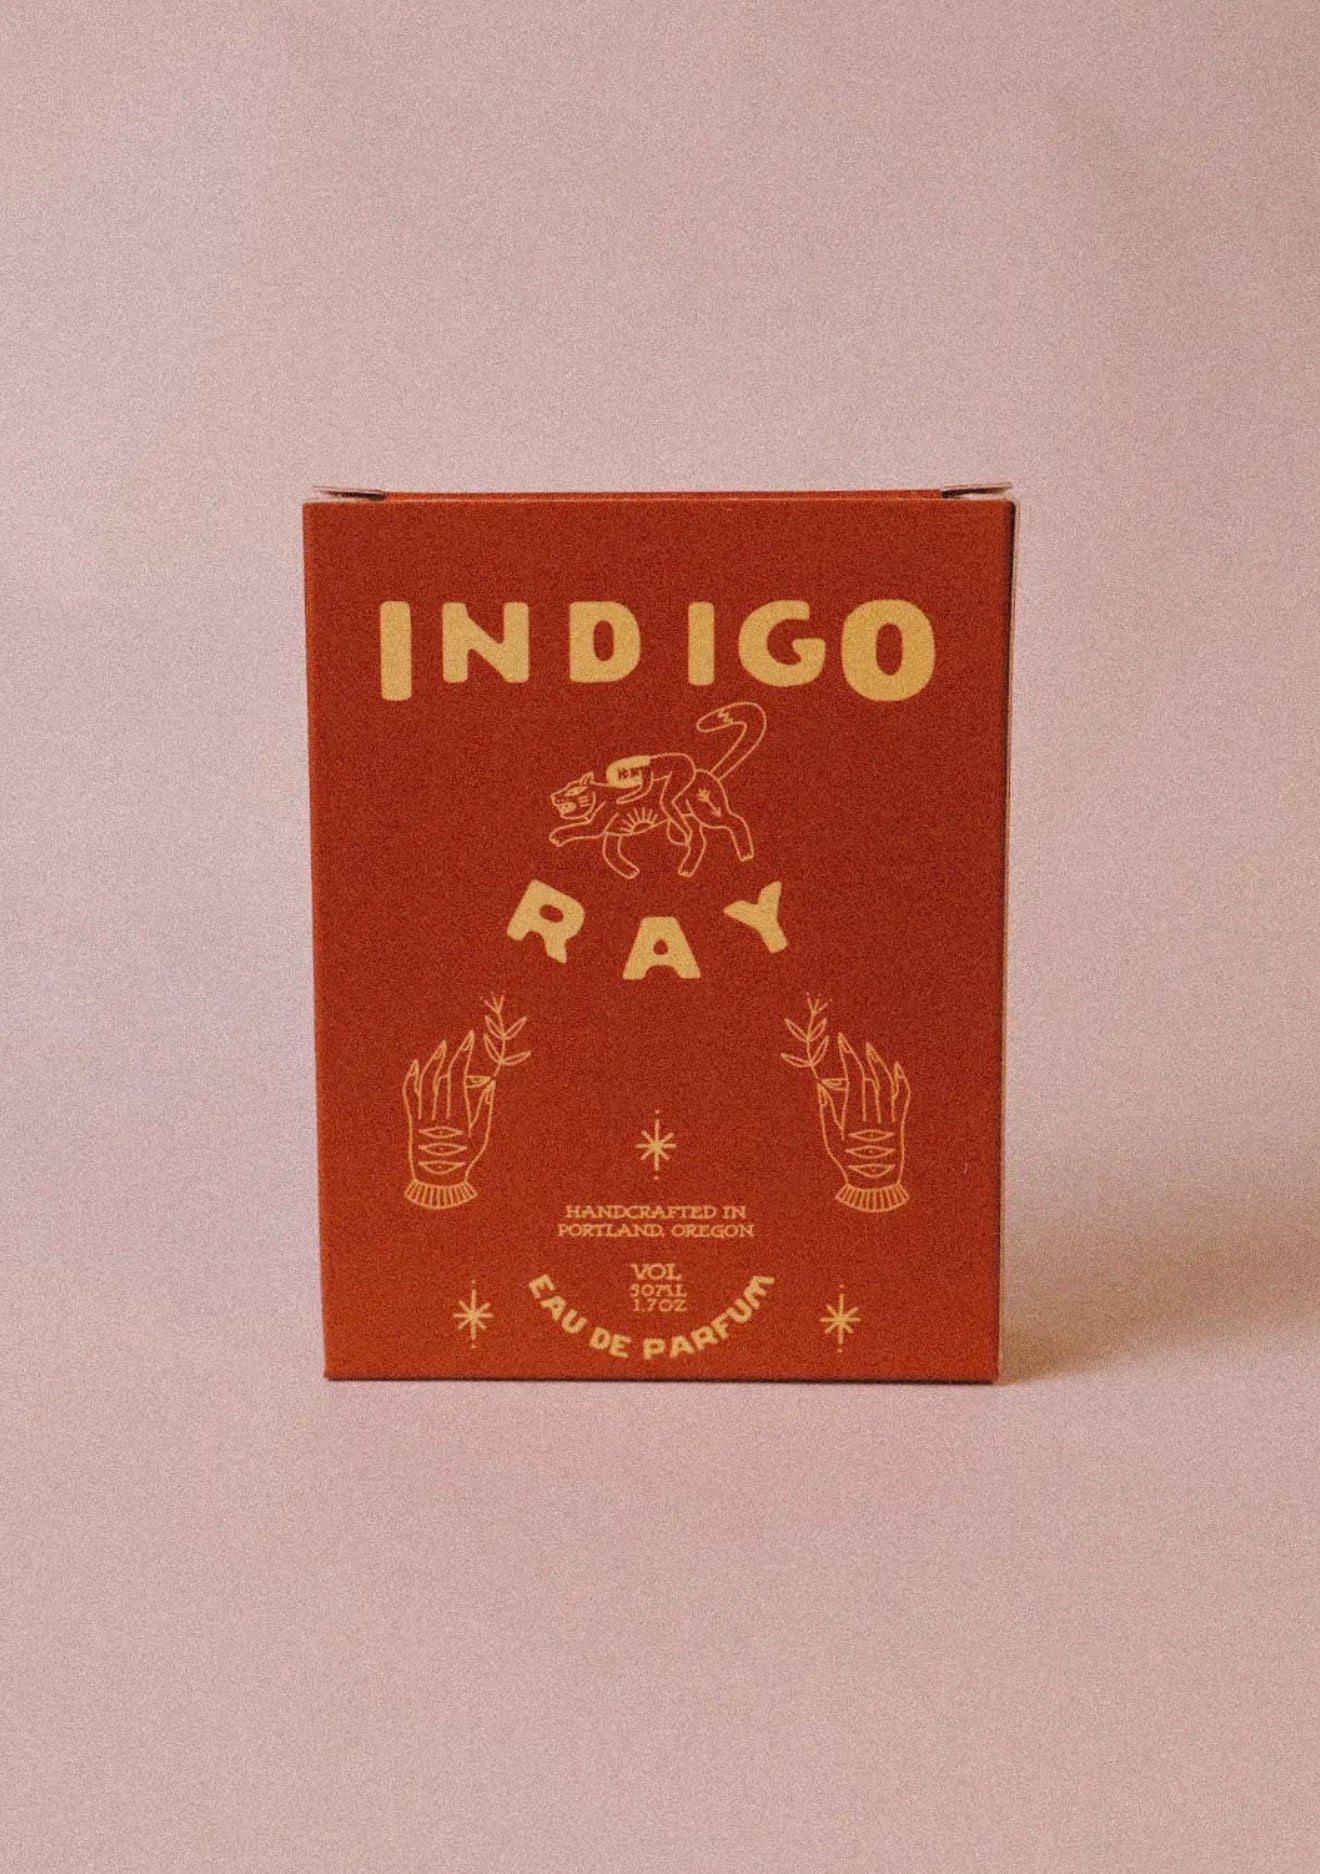 INDIGO
RAY
HANDCRAFTED IN
PORTLAND, OREGON
VOL
50ML
1.7OZ
EAU DE PARFUM